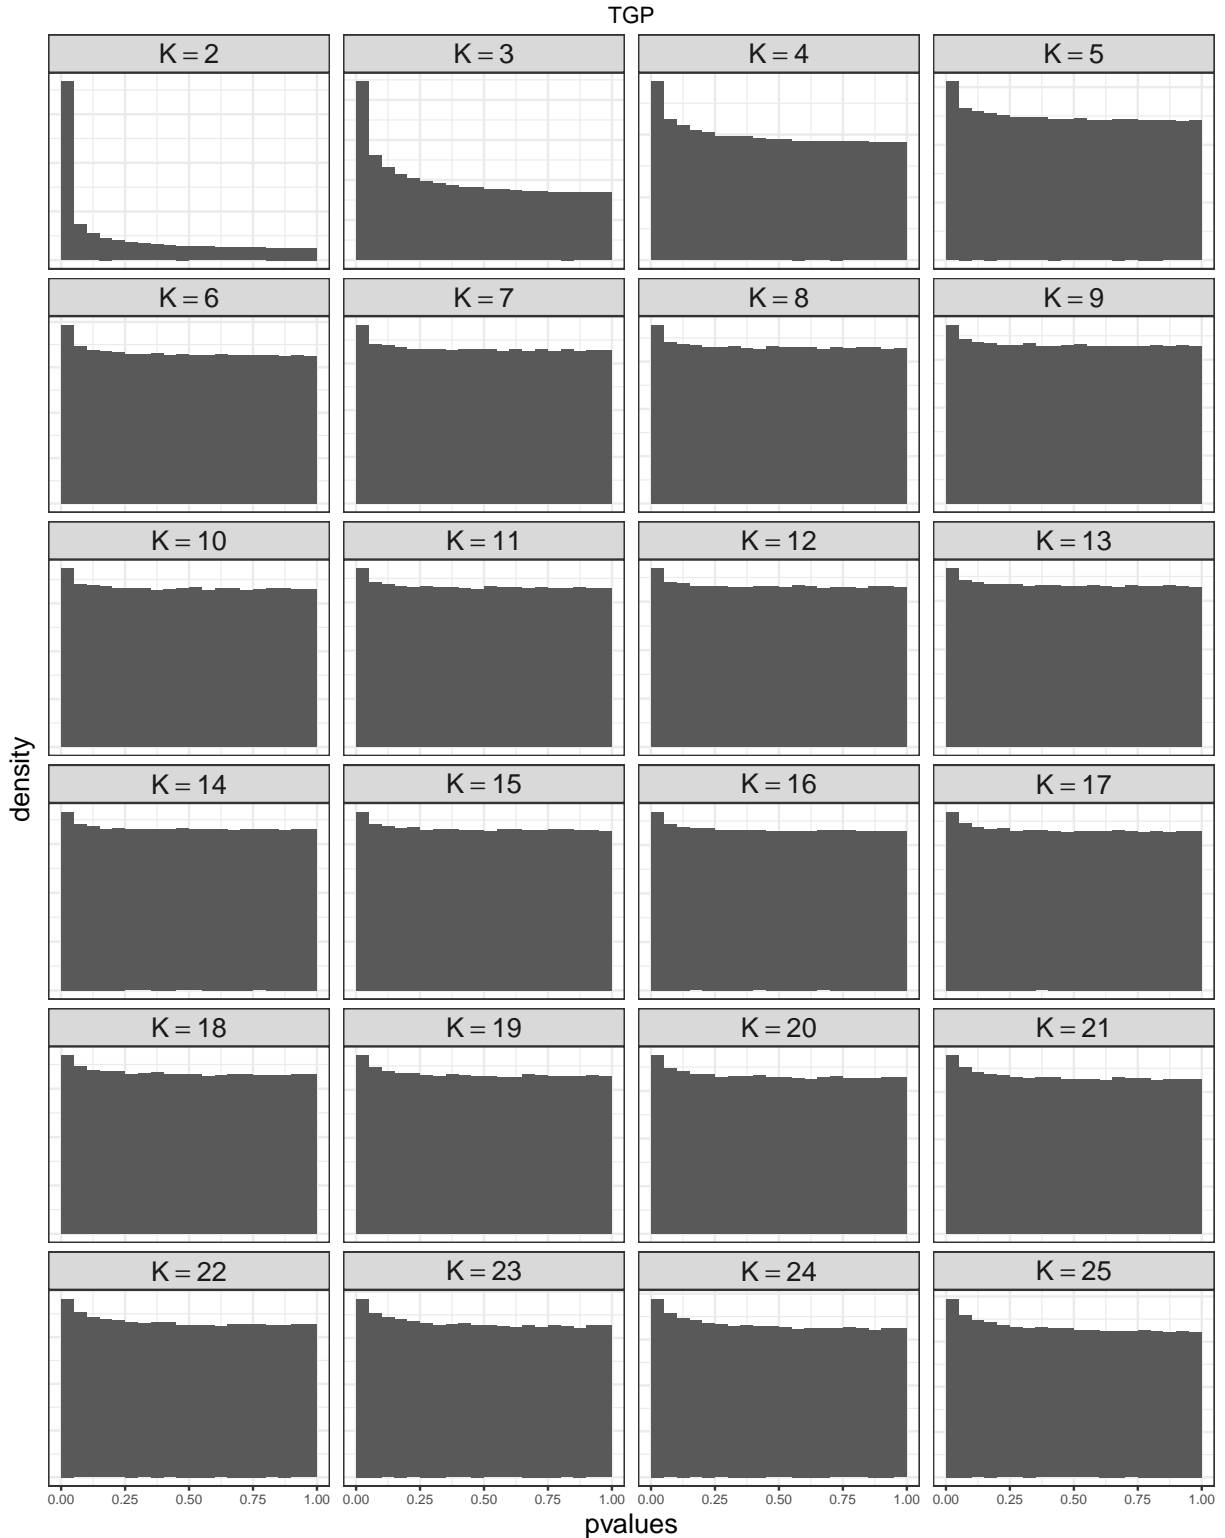 TGP
K = 2
K = 3
K = 4
K = 5
K = 6
K = 7
K = 8
K = 9
K = 10
K = 11
K = 12
K = 13
K = 14
K = 15
K = 16
K = 17
K = 18
K = 19
K = 20
K = 21
K = 22
K = 23
K = 24
K = 25
density
0.00 0.25 0.50 0.75 1.00 0.00 0.25 0.50 0.75 1.00 0.00 0.25 0.50 0.75 1.00 0.00 0.25 0.50 0.75 1.00
pvalues